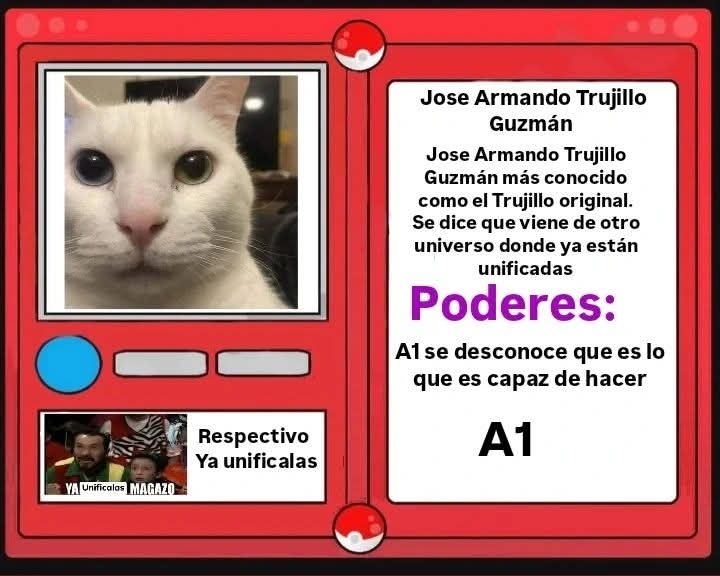 Jose Armando Trujillo
Guzmán
Jose Armando Trujillo
Guzmán más conocido
como el Trujillo original.
Se dice que viene de otro
universo donde ya están
unificadas
Poderes:
A1 se desconoce que es lo
que es capaz de hacer
A1
Respectivo
Ya unificalas
YA Unificalas MAGAZO